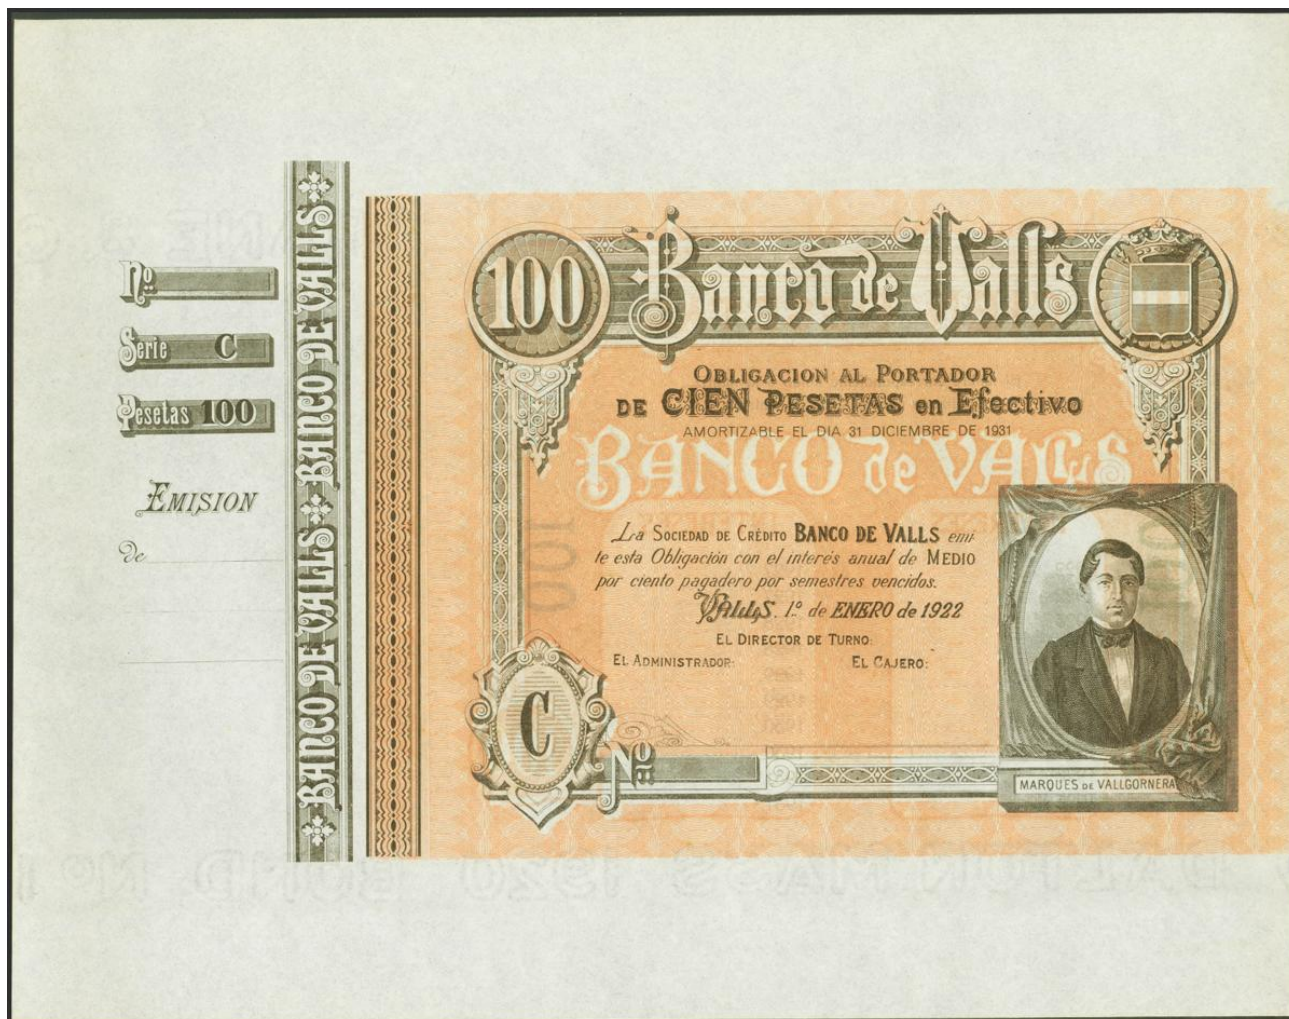 Nº
Serie C
Pesetas 100
EMISION
de
BANCO DE VALLS BANCO DE VALLS
100 Banco de Valls
OBLIGACION AL PORTADOR
DE CIEN PESETAS en Efectivo
AMORTIZABLE EL DIA 31 DICIEMBRE DE 1931
BANCO de VALLS
La SOCIEDAD DE CRÉDITO BANCO DE VALLS emi-
te esta Obligación con el interés anual de MEDIO
por ciento pagadero por semestres vencidos.
VALLS. 1º de ENERO de 1922
EL DIRECTOR DE TURNO:
EL ADMINISTRADOR: EL CAJERO:
C
Nº
MARQUES DE VALLGORNERA